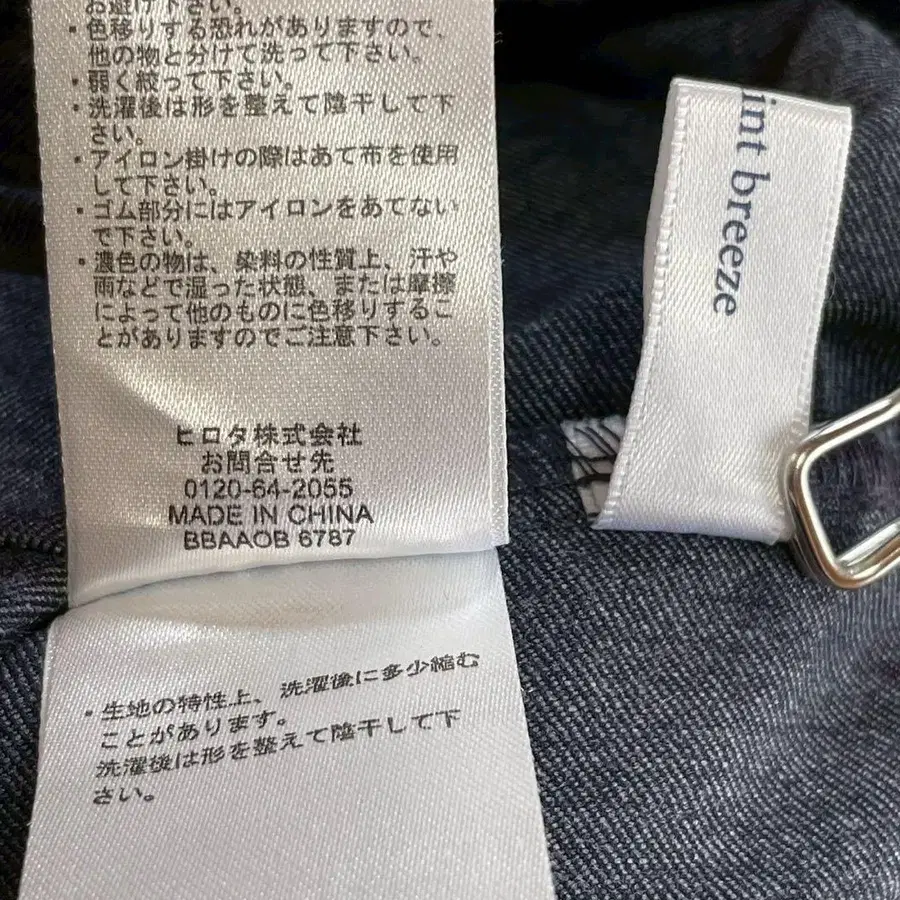 お避け下さい。
・色移りする恐れがありますので、
他の物と分けて洗って下さい。
・弱く絞って下さい。
・洗濯後は形を整えて陰干して下
さい。
・アイロン掛けの際はあて布を使用
して下さい。
・ゴム部分にはアイロンをあてない
で下さい。
・濃色の物は、染料の性質上、汗や
雨などで湿った状態、または摩擦
によって他のものに色移りするこ
とがありますのでご注意下さい。
ヒロタ株式会社
お問合せ先
0120-64-2055
MADE IN CHINA
BBAAOB 6787
・生地の特性上、洗濯後に多少縮む
ことがあります。
洗濯後は形を整えて陰干して下
さい。
int breeze